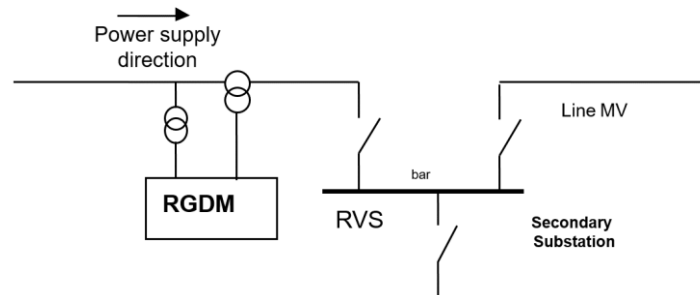 Power supply
direction
Line MV
bar
RGDM
RVS
Secondary
Substation